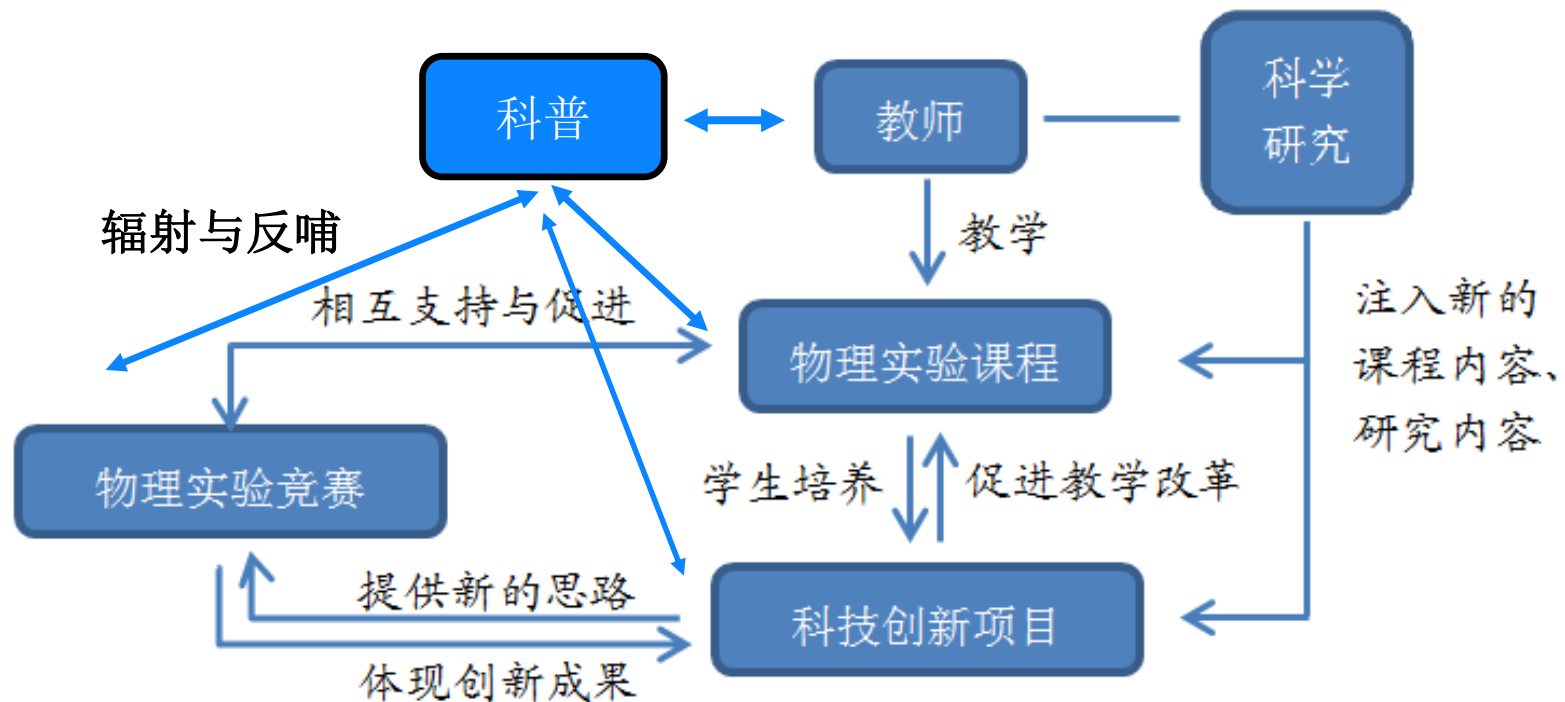 科普
教师
科学
研究
辐射与反哺
教学
相互支持与促进
注入新的
课程内容、
研究内容
物理实验课程
物理实验竞赛
学生培养
促进教学改革
提供新的思路
科技创新项目
体现创新成果